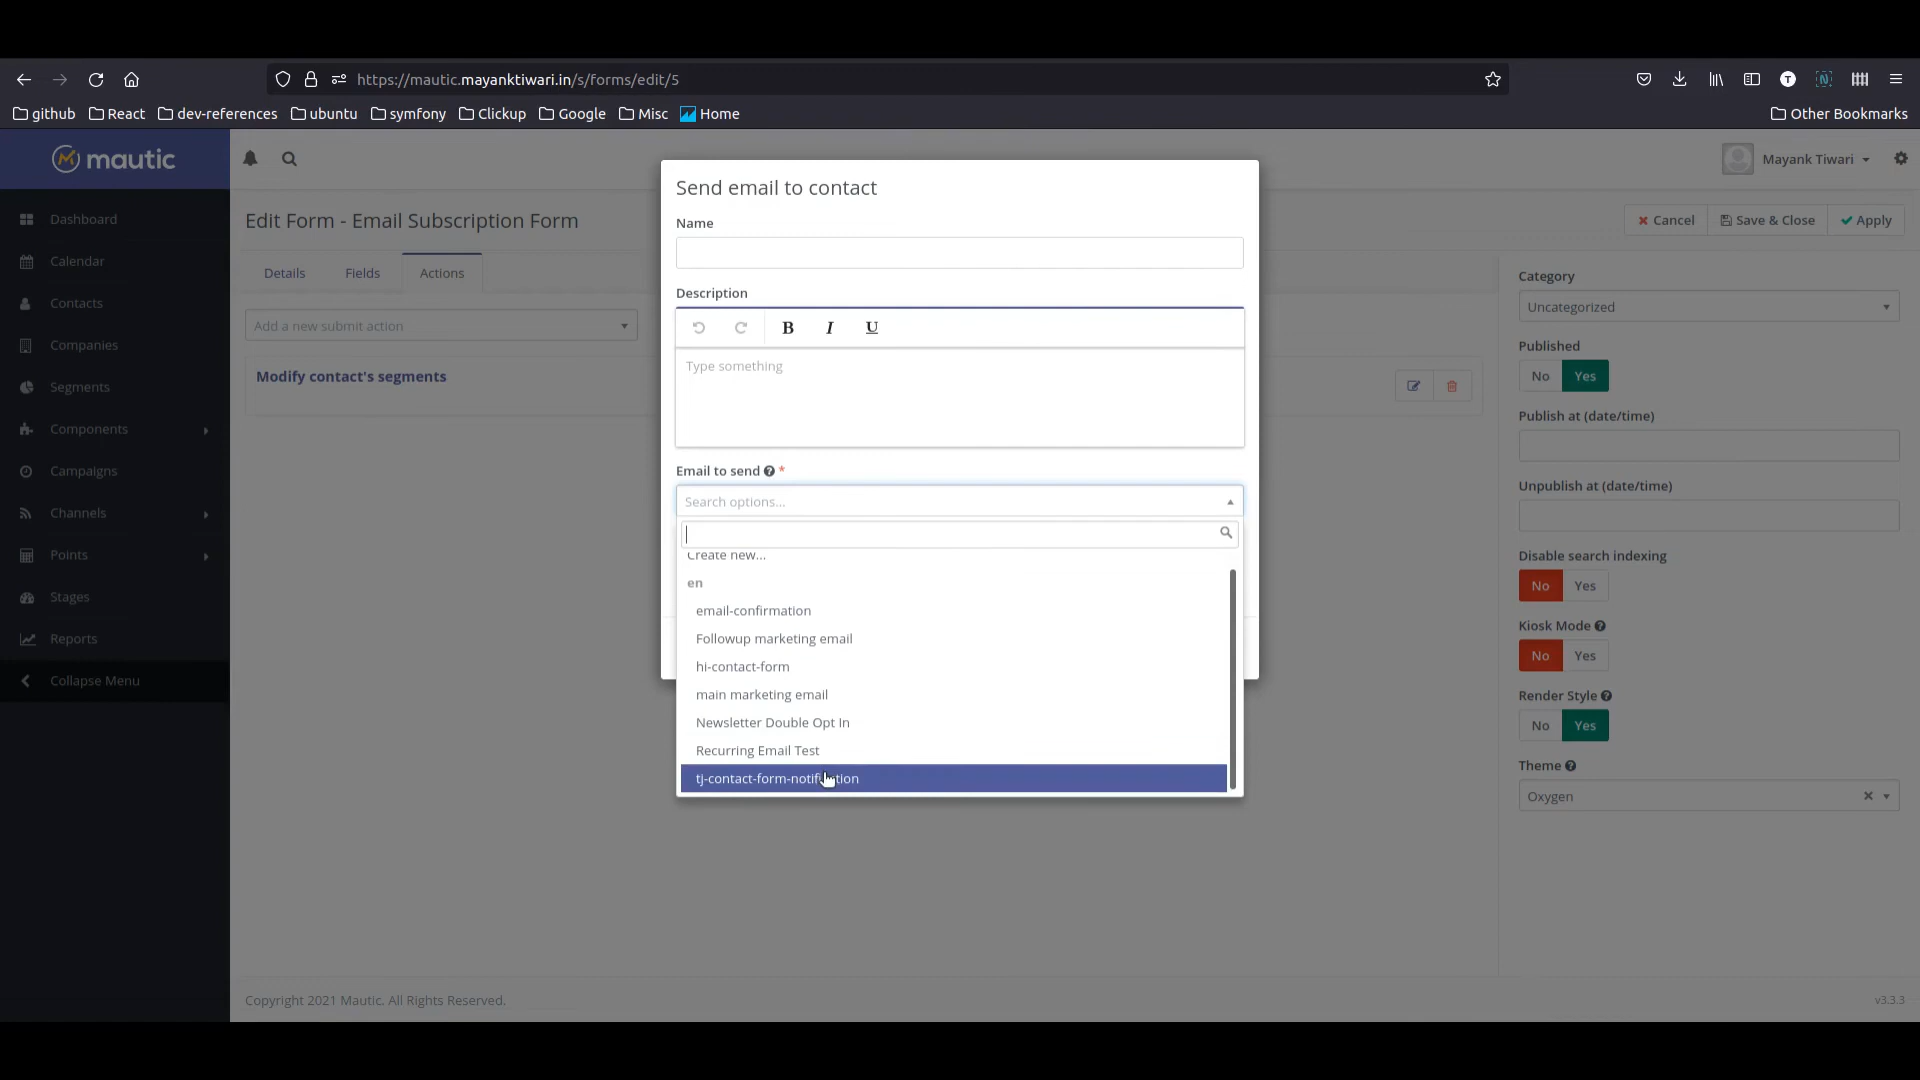 https://mautic.mayanktiwari.in/s/forms/edit/5
github React dev-references ubuntu symfony Clickup Google Misc Home Other Bookmarks
mautic
Mayank Tiwari
Dashboard
Calendar
Contacts
Companies
Segments
Components
Campaigns
Channels
Points
Stages
Reports
Collapse Menu
Edit Form - Email Subscription Form
Cancel Save & Close Apply
Details Fields Actions
Add a new submit action
Modify contact's segments
Send email to contact
Name
Description
B I U
Type something
Email to send *
Search options...
Create new...
en
email-confirmation
Followup marketing email
hi-contact-form
main marketing email
Newsletter Double Opt In
Recurring Email Test
Category
Uncategorized
Published
No Yes
Publish at (date/time)
Unpublish at (date/time)
Disable search indexing
No Yes
Kiosk Mode
No Yes
Render Style
No Yes
Theme
Oxygen
Copyright 2021 Mautic. All Rights Reserved.
v3.3.3